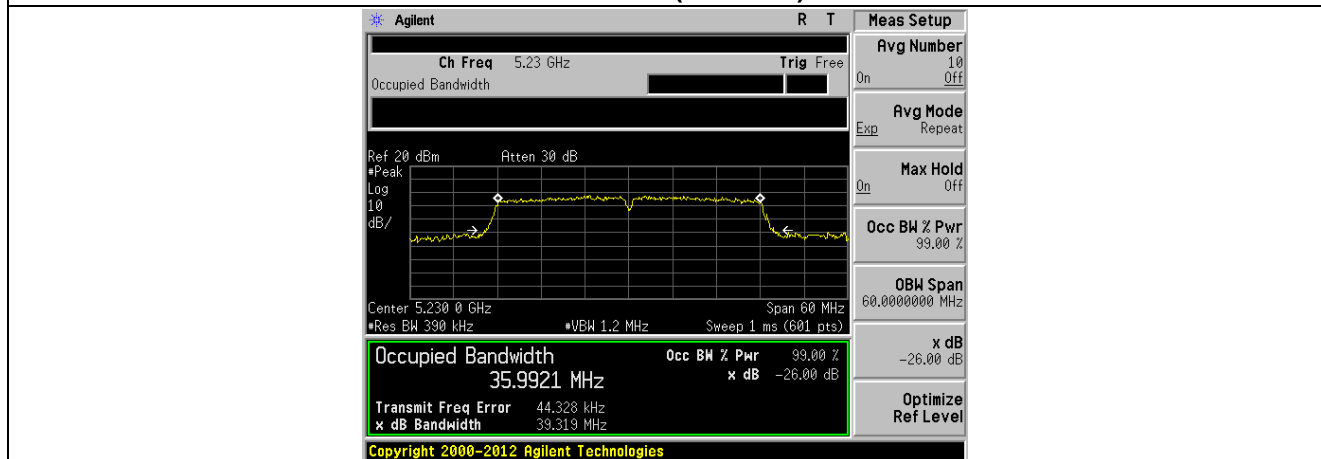 Agilent R T
Meas Setup
Ch Freq 5.23 GHz Trig Free
Occupied Bandwidth
Avg Number
10
On Off
Avg Mode
Exp Repeat
Max Hold
On Off
Occ BW % Pwr
99.00 %
OBW Span
60.0000000 MHz
x dB
-26.00 dB
Optimize
Ref Level
Ref 20 dBm Atten 30 dB
#Peak
Log
10
dB/
Center 5.230 0 GHz Span 60 MHz
#Res BW 390 kHz #VBW 1.2 MHz Sweep 1 ms (601 pts)
Occupied Bandwidth Occ BW % Pwr 99.00 %
35.9921 MHz x dB -26.00 dB
Transmit Freq Error 44.328 kHz
x dB Bandwidth 39.319 MHz
Copyright 2000-2012 Agilent Technologies